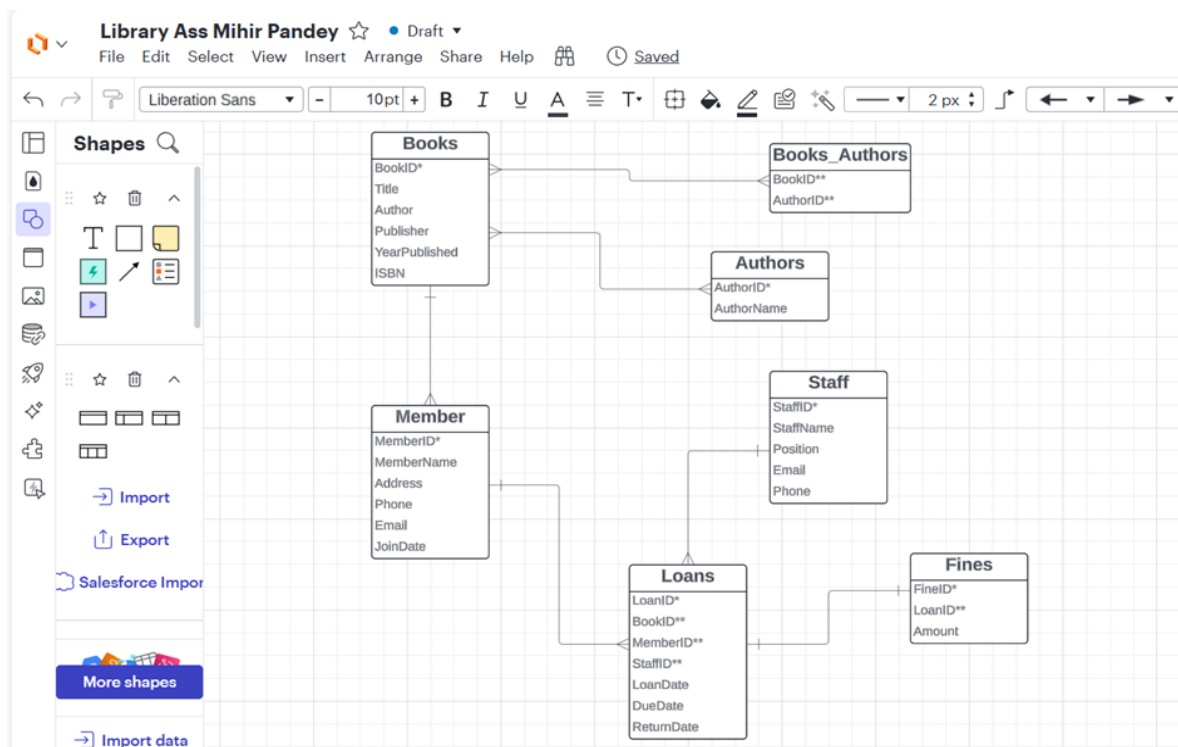 Library Ass Mihir Pandey
Draft
File Edit Select View Insert Arrange Share Help Saved
Liberation Sans - 10pt + B I U A T 2 px
Shapes
T
Import
Export
Salesforce Impor
More shapes
Import data
Books
BookID*
Title
Author
Publisher
YearPublished
ISBN
Books_Authors
BookID**
AuthorID**
Authors
AuthorID*
AuthorName
Staff
StaffID*
StaffName
Position
Email
Phone
Member
MemberID*
MemberName
Address
Phone
Email
JoinDate
Loans
LoanID*
BookID**
MemberID**
StaffID**
LoanDate
DueDate
ReturnDate
Fines
FineID*
LoanID**
Amount